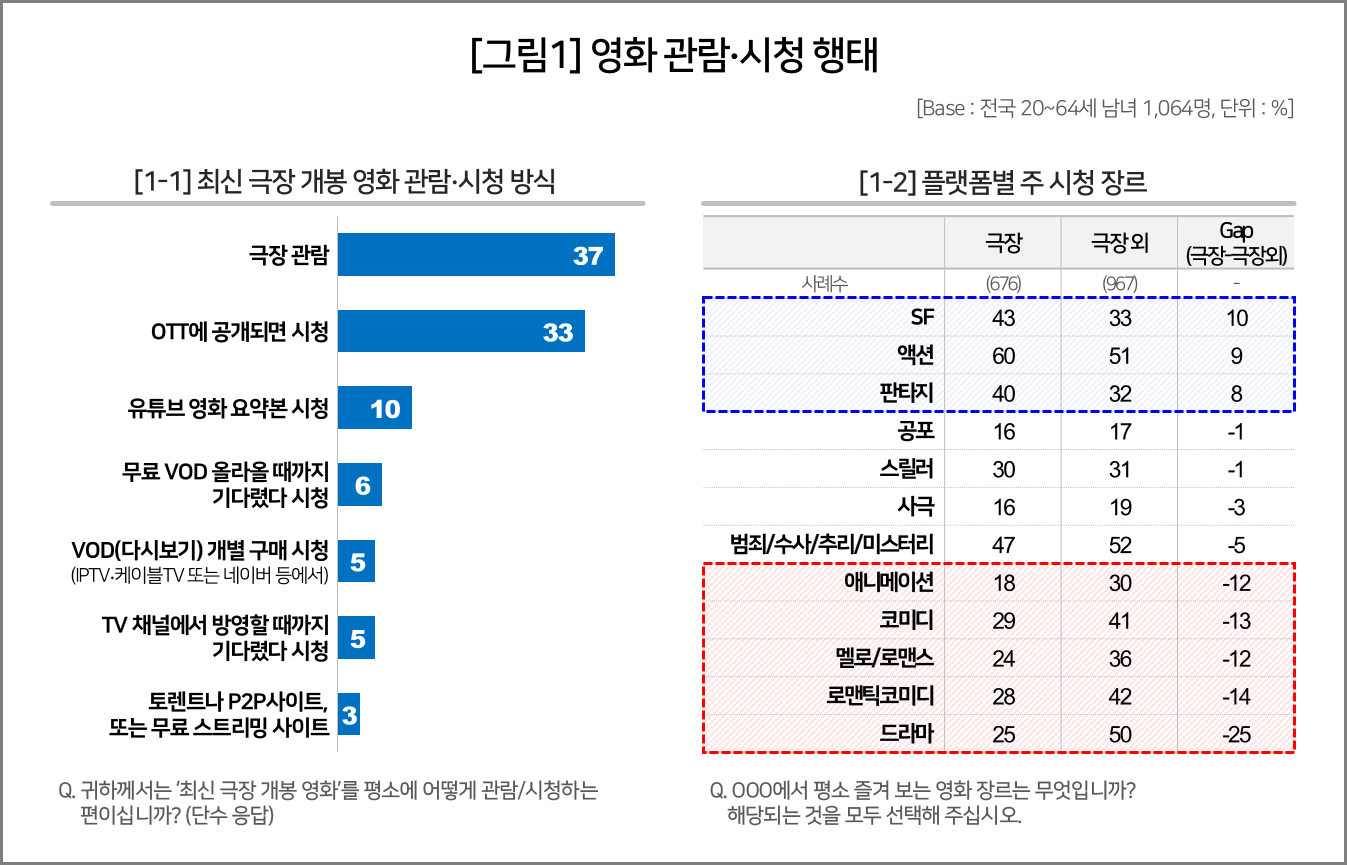 [그림1] 영화 관람·시청 행태
[Base : 전국 20~64세 남녀 1,064명, 단위 : %]
[1-1] 최신 극장 개봉 영화 관람·시청 방식
극장 관람 37
OTT에 공개되면 시청 33
유튜브 영화 요약본 시청 10
무료 VOD 올라올 때까지
기다렸다 시청 6
VOD(다시보기) 개별 구매 시청
(IPTV·케이블TV 또는 네이버 등에서) 5
TV 채널에서 방영할 때까지
기다렸다 시청 5
토렌트나 P2P사이트,
또는 무료 스트리밍 사이트 3
Q. 귀하께서는 ‘최신 극장 개봉 영화’를 평소에 어떻게 관람/시청하는
편이십니까? (단수 응답)
[1-2] 플랫폼별 주 시청 장르
극장 극장 외 Gap
(극장-극장외)
사례수 (676) (967) -
SF 43 33 10
액션 60 51 9
판타지 40 32 8
공포 16 17 -1
스릴러 30 31 -1
사극 16 19 -3
범죄/수사/추리/미스터리 47 52 -5
애니메이션 18 30 -12
코미디 29 41 -13
멜로/로맨스 24 36 -12
로맨틱코미디 28 42 -14
드라마 25 50 -25
Q. OOO에서 평소 즐겨 보는 영화 장르는 무엇입니까?
해당되는 것을 모두 선택해 주십시오.